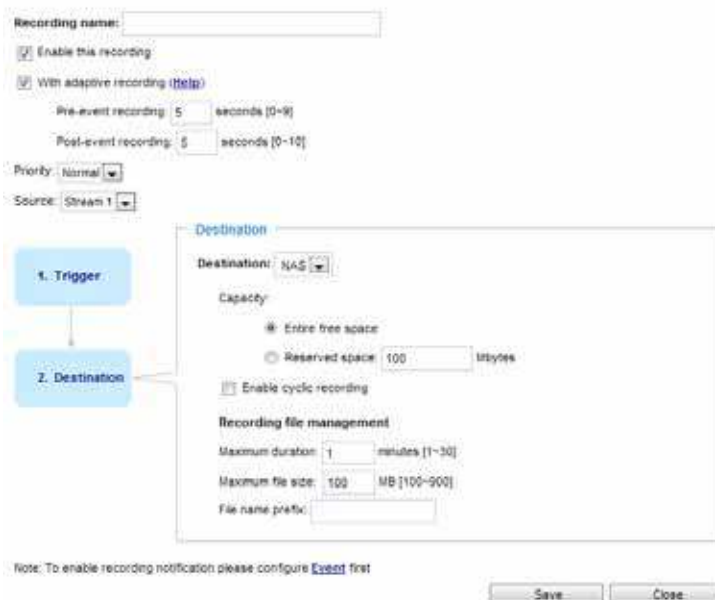 Recording name:
Enable this recording
With adaptive recording (Help)
Pre-event recording: 5 seconds [0~9]
Post-event recording: 5 seconds [0~10]
Priority: Normal
Source: Stream 1
Destination
1. Trigger
Destination: NAS
Capacity:
Entire free space
2. Destination
Reserved space: 100 Mbytes
Enable cyclic recording
Recording file management
Maximum duration: 1 minutes [1~30]
Maximum file size: 100 MB [100~900]
File name prefix:
Note: To enable recording notification please configure Event first
Save Close